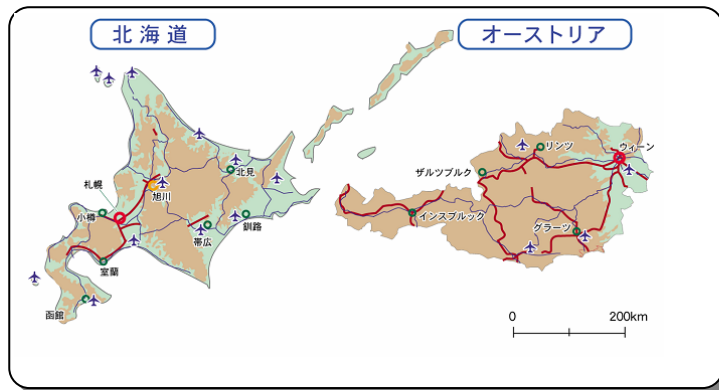 北海道
オーストリア
札幌
小樽
旭川
北見
帯広
釧路
室蘭
函館
リンツ
ウィーン
ザルツブルク
インスブルック
グラーツ
0 200km